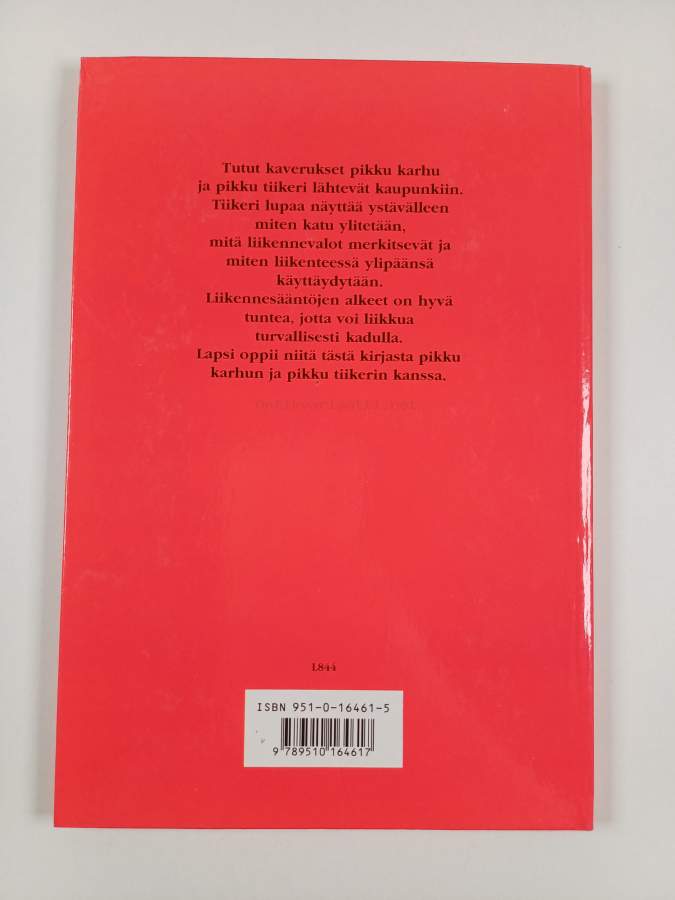 Tutut kaverukset pikku karhu
ja pikku tiikeri lähtevät kaupunkiin.
Tiikeri lupaa näyttää ystävälleen
miten katu ylitetään,
mitä liikennevalot merkitsevät ja
miten liikenteessä ylipäänsä
käyttäydytään.
Liikennesääntöjen alkeet on hyvä
tuntea, jotta voi liikkua
turvallisesti kadulla.
Lapsi oppii niitä tästä kirjasta pikku
karhun ja pikku tiikerin kanssa.
antikvariaatti.net
L844
ISBN 951-0-16461-5
9 789510 164617